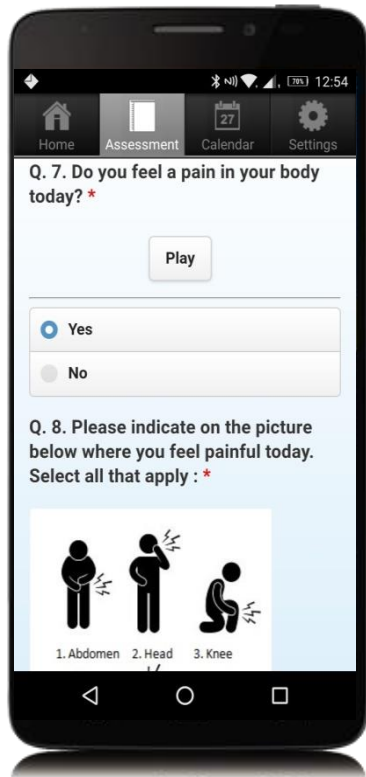 70% 12:54
27
Home Assessment Calendar Settings
Q. 7. Do you feel a pain in your body
today? *
Play
Yes
No
Q. 8. Please indicate on the picture
below where you feel painful today.
Select all that apply : *
1. Abdomen 2. Head 3. Knee